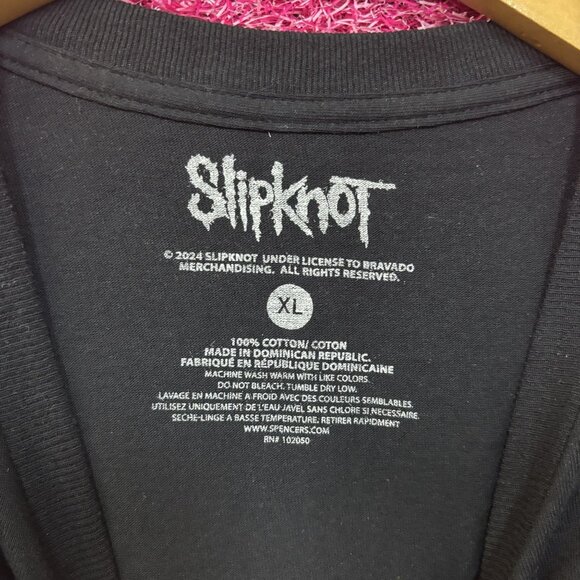 SlipknoT
© 2024 SLIPKNOT UNDER LICENSE TO BRAVADO
MERCHANDISING. ALL RIGHTS RESERVED.
XL
100% COTTON/ COTON
MADE IN DOMINICAN REPUBLIC.
FABRIQUÉ EN RÉPUBLIQUE DOMINICAINE
MACHINE WASH WARM WITH LIKE COLORS.
DO NOT BLEACH. TUMBLE DRY LOW.
LAVAGE EN MACHINE A FROID AVEC DES COULEURS SEMBLABLES.
UTILISEZ UNIQUEMENT DE L'EAU JAVEL SANS CHLORE SI NECESSAIRE.
SECHE-LINGE A BASSE TEMPERATURE. RETIRER RAPIDMENT
WWW.SPENCERS.COM
RN# 102050